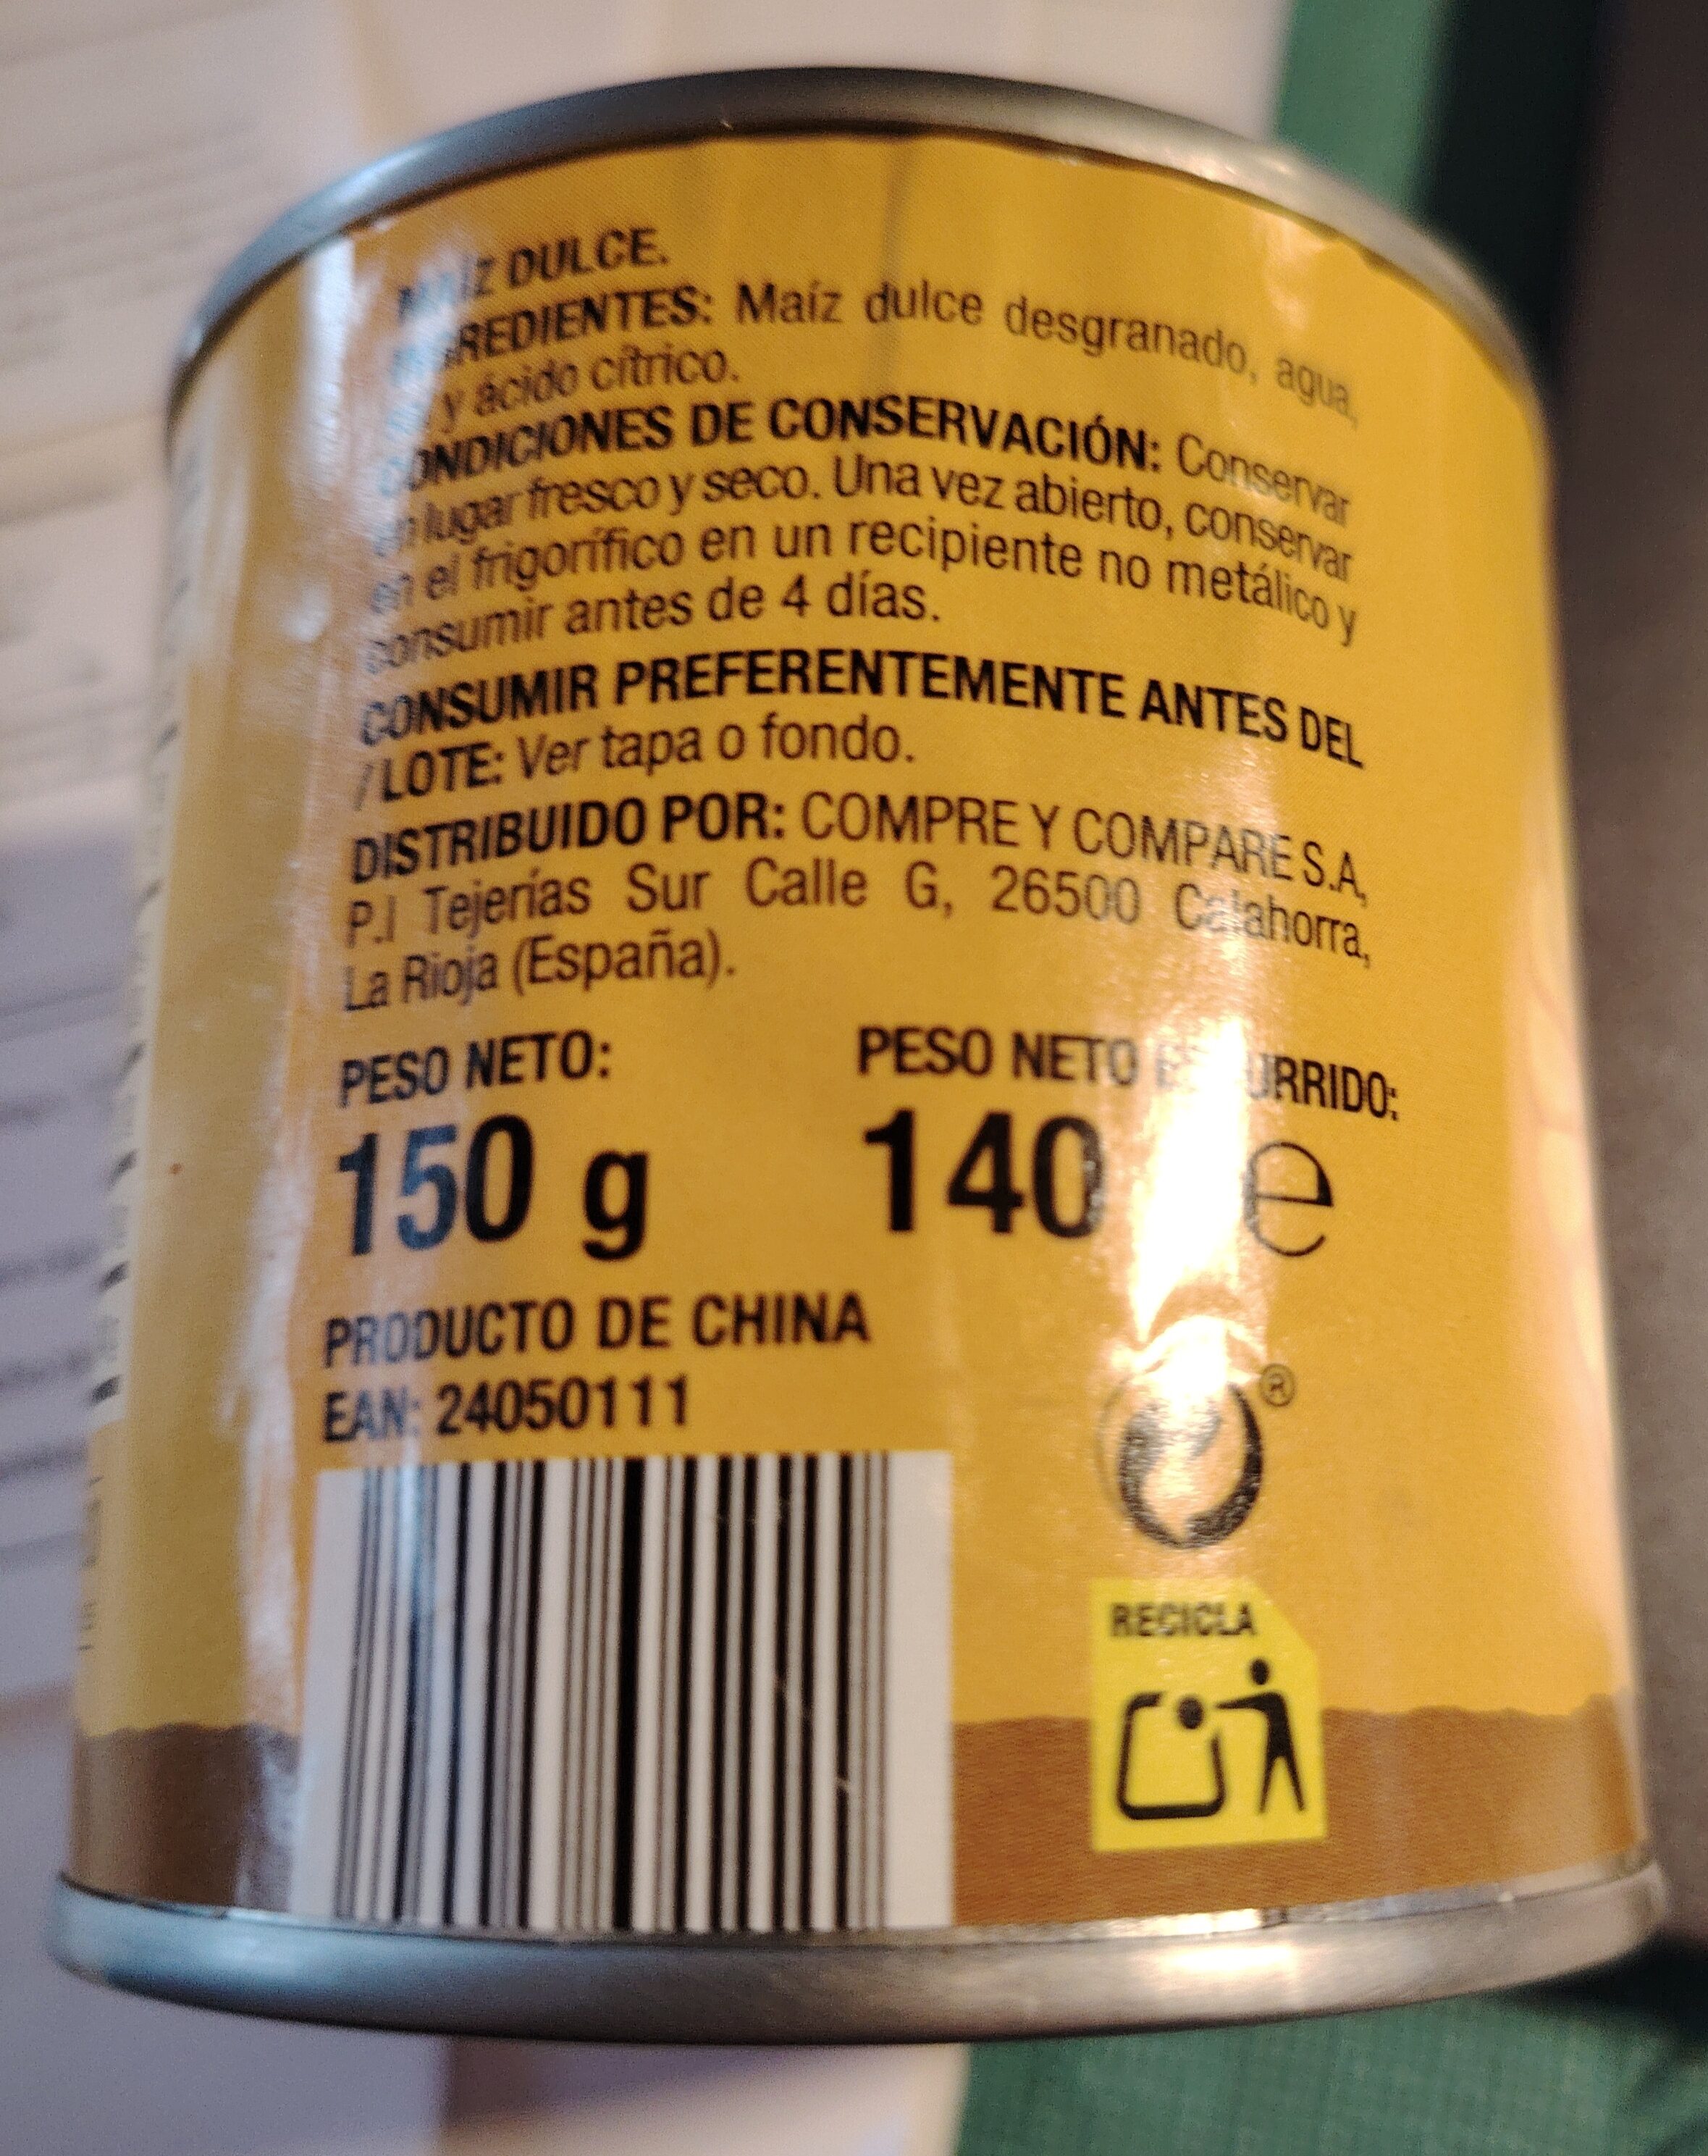 MAÍZ DULCE.
INGREDIENTES: Maíz dulce desgranado, agua,
y ácido cítrico.
CONDICIONES DE CONSERVACIÓN: Conservar
en lugar fresco y seco. Una vez abierto, conservar
en el frigorífico en un recipiente no metálico y
consumir antes de 4 días.
CONSUMIR PREFERENTEMENTE ANTES DEL
/ LOTE: Ver tapa o fondo.
DISTRIBUIDO POR: COMPRE Y COMPARE S.A,
P.I Tejerías Sur Calle G, 26500 Calahorra,
La Rioja (España).
PESO NETO: PESO NETO ESCURRIDO:
150 g 140 e
PRODUCTO DE CHINA
EAN: 24050111
®
RECICLA